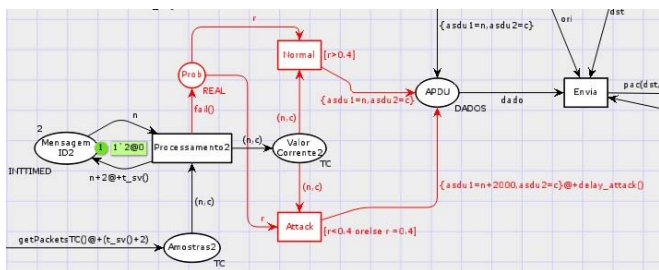 r
{asdu1=n,asdu2=c}
ori
dst
Normal
[r>0.4]
Prob
REAL
fail()
{asdu1=n,asdu2=c}
APDU
DADOS
dado
Envia
pac(dst,
(n,c)
n
2
Mensagem
ID2
1
1`2@0
INTTIMED
Processamento2
(n,c)
Valor
Corrente2
TC
n+2@+t_sv()
(n,c)
{asdu1=n+2000,asdu2=c}@+delay_attack()
(n,c)
r
Attack
[r<0.4 orelse r =0.4]
getPacketsTC()@+(t_sv()+2)
Amostras2
TC